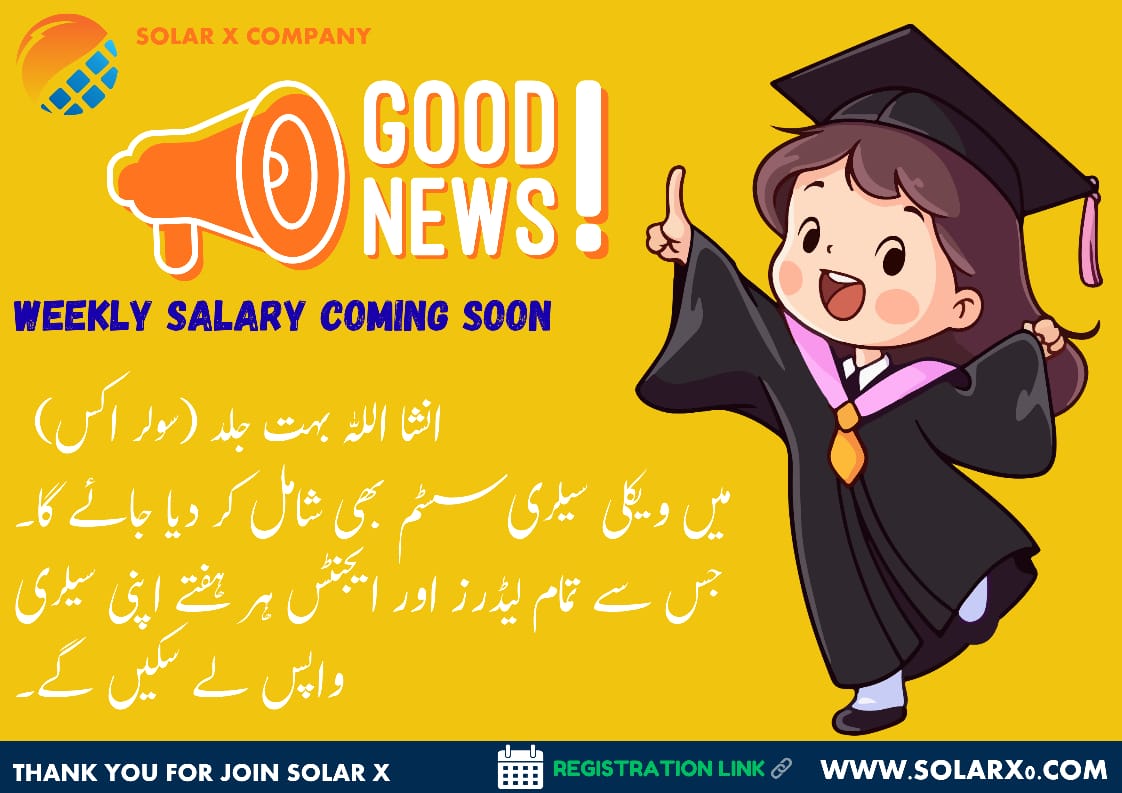 SOLAR X COMPANY
GOOD
NEWS!
WEEKLY SALARY COMING SOON
انشا اللہ بہت جلد (سولر اکس)
میں ویکلی سیلری سسٹم بھی شامل کر دیا جائے گا۔
جس سے تمام لیڈرز اور ایجنٹس ہر ہفتے اپنی سیلری
واپس لے سکیں گے۔
THANK YOU FOR JOIN SOLAR X
REGISTRATION LINK
WWW.SOLARX0.COM